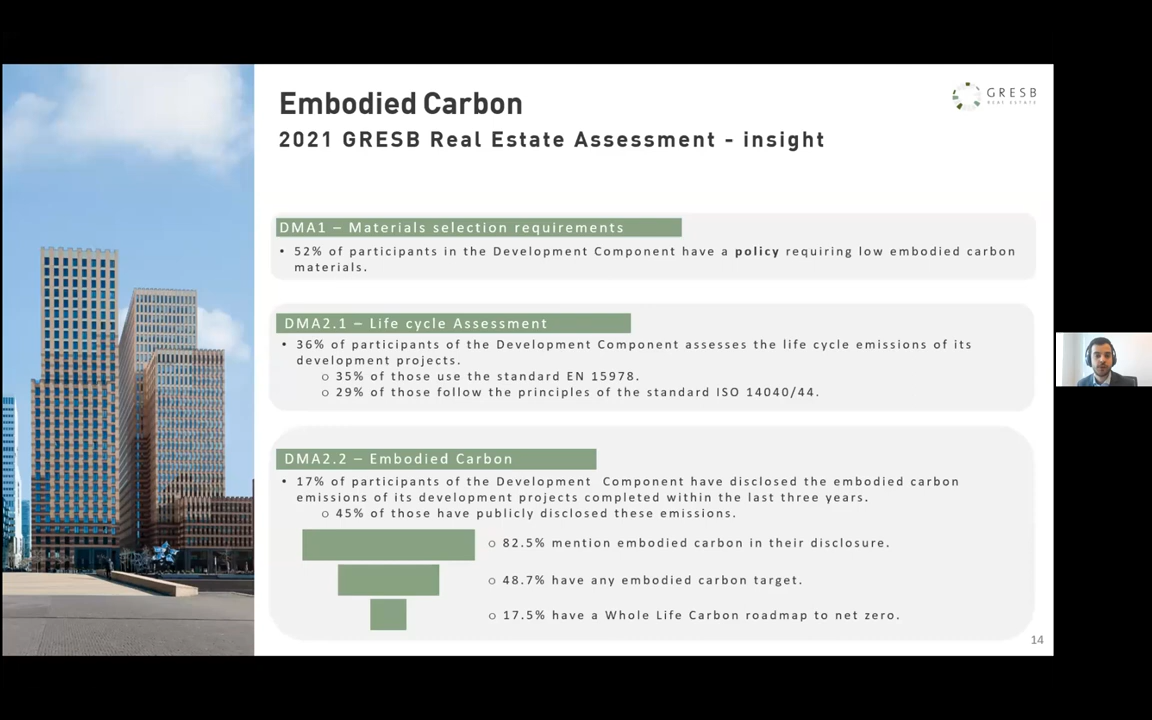 Embodied Carbon
2021 GRESB Real Estate Assessment - insight
GRESB
REAL ESTATE
DMA1 – Materials selection requirements
• 52% of participants in the Development Component have a policy requiring low embodied carbon
materials.
DMA2.1 – Life cycle Assessment
• 36% of participants of the Development Component assesses the life cycle emissions of its
development projects.
o 35% of those use the standard EN 15978.
o 29% of those follow the principles of the standard ISO 14040/44.
DMA2.2 – Embodied Carbon
• 17% of participants of the Development Component have disclosed the embodied carbon
emissions of its development projects completed within the last three years.
o 45% of those have publicly disclosed these emissions.
o 82.5% mention embodied carbon in their disclosure.
o 48.7% have any embodied carbon target.
o 17.5% have a Whole Life Carbon roadmap to net zero.
14